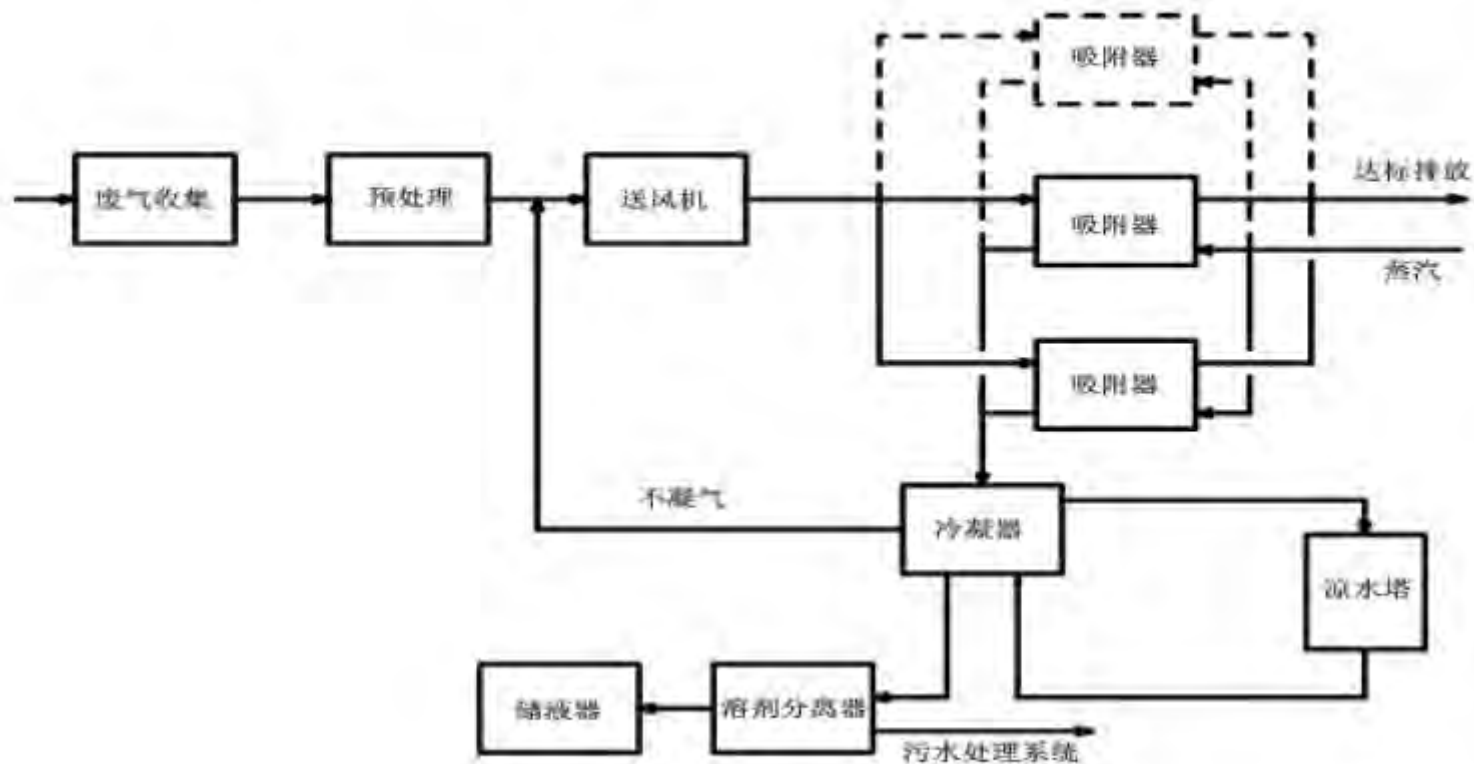 吸附器
废气收集
预处理
送风机
吸附器
达标排放
蒸汽
吸附器
不凝气
冷凝器
凉水塔
储液器
溶剂分离器
污水处理系统